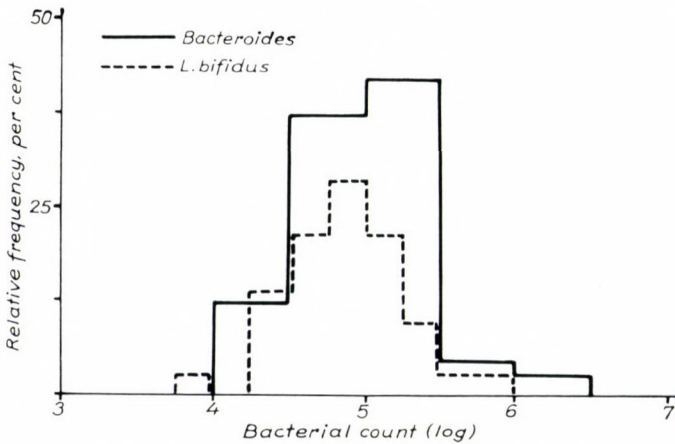 50
Bacteroides
L. bifidus
Relative frequency, per cent
25
3 4 5 6 7
Bacterial count (log)